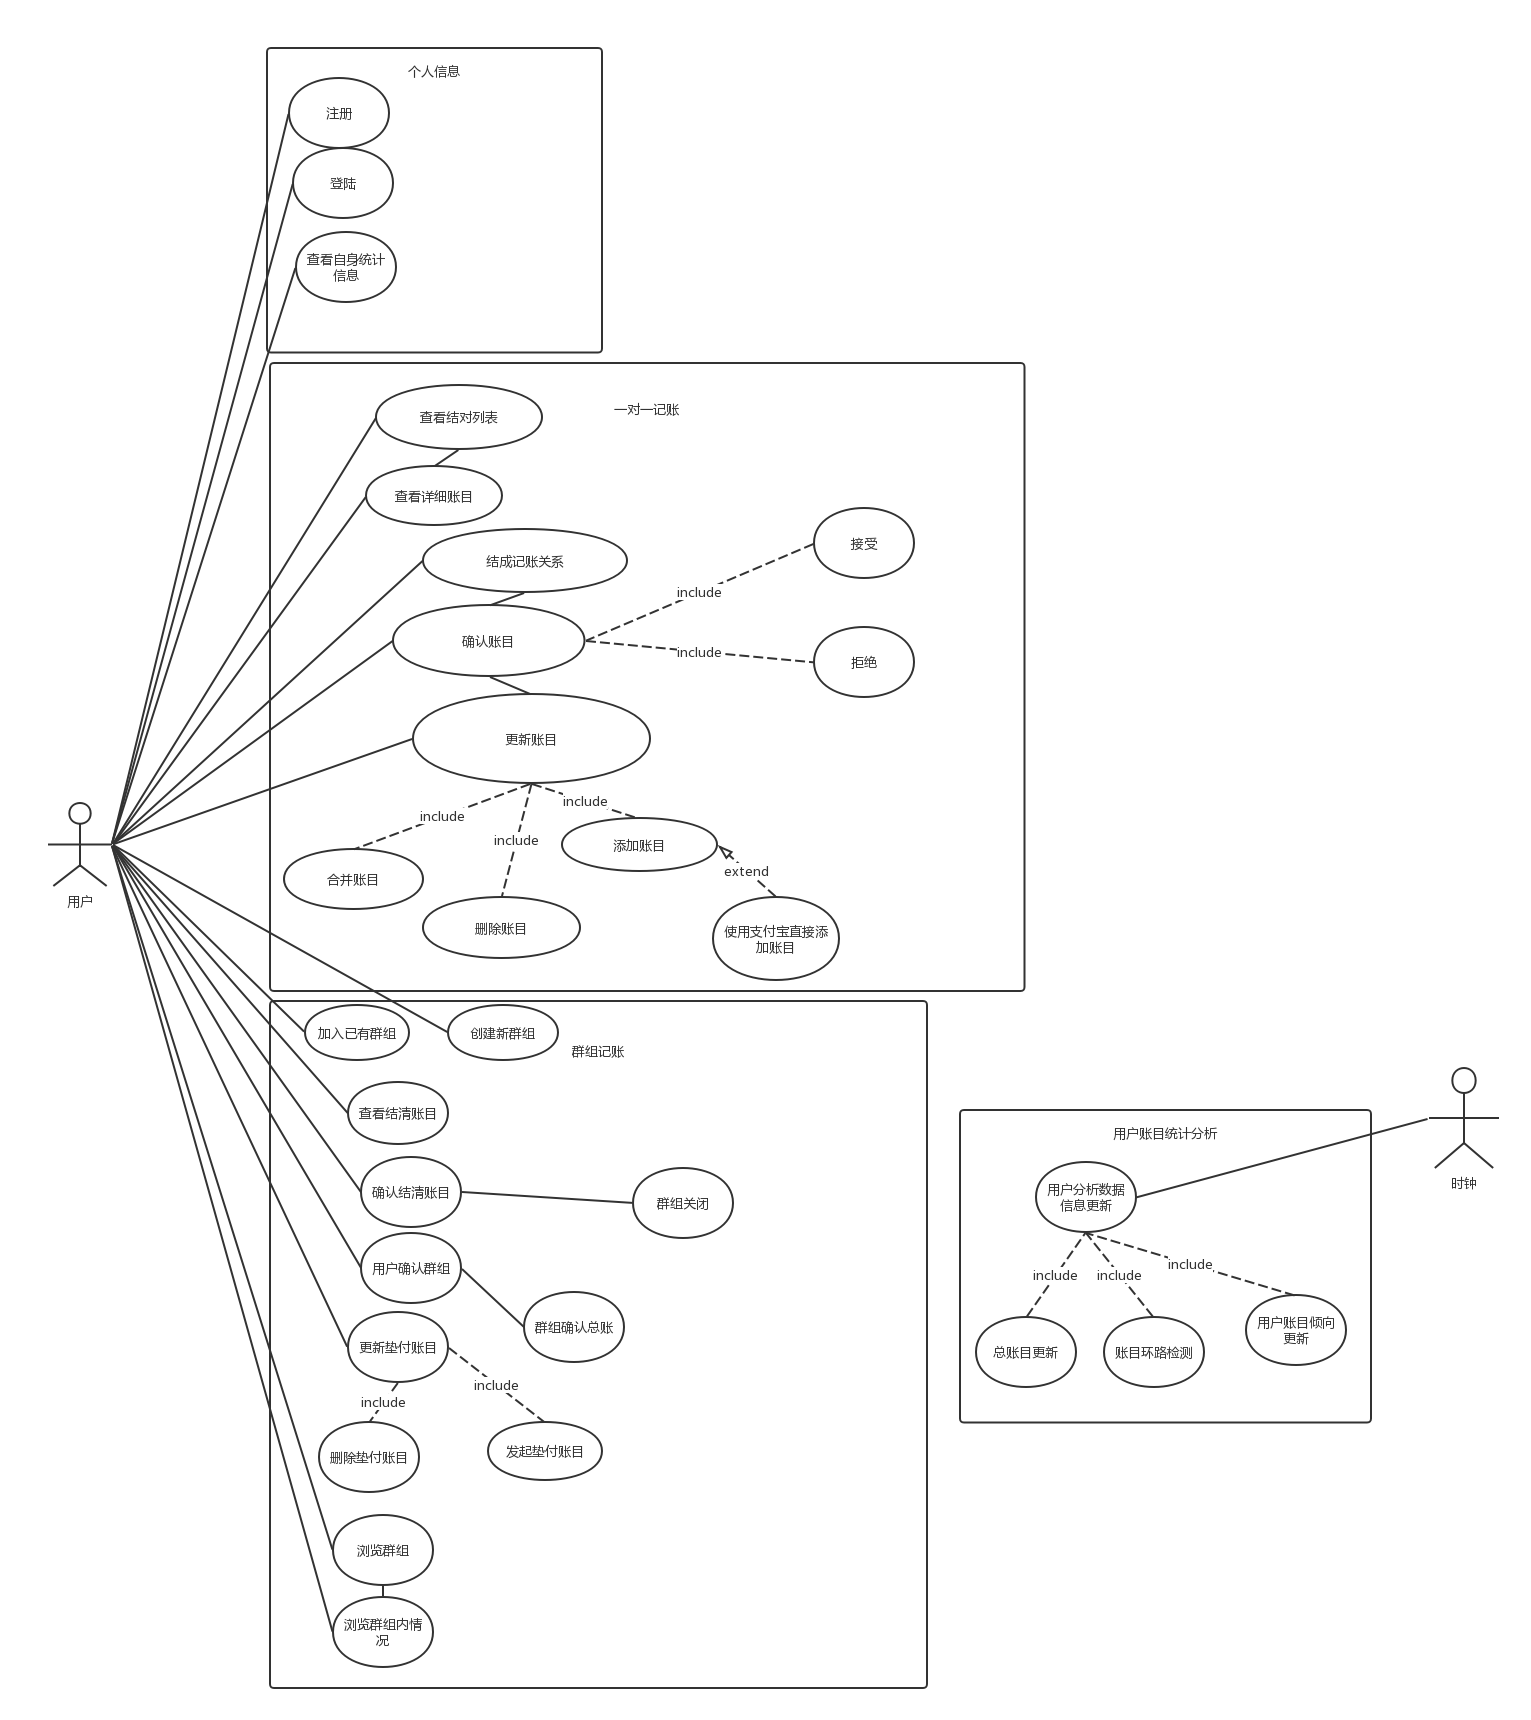 个人信息
注册
登陆
查看自身统计
信息
查看结对列表
一对一记账
查看详细账目
接受
结成记账关系
include
确认账目
include
拒绝
更新账目
include
include
include
添加账目
extend
合并账目
删除账目
使用支付宝直接添
加账目
用户
加入已有群组
创建新群组
群组记账
查看结清账目
确认结清账目
群组关闭
用户确认群组
群组确认总账
更新垫付账目
include
include
删除垫付账目
发起垫付账目
浏览群组
浏览群组内情
况
用户账目统计分析
时钟
用户分析数据
信息更新
include
include
include
总账目更新
账目环路检测
用户账目倾向
更新